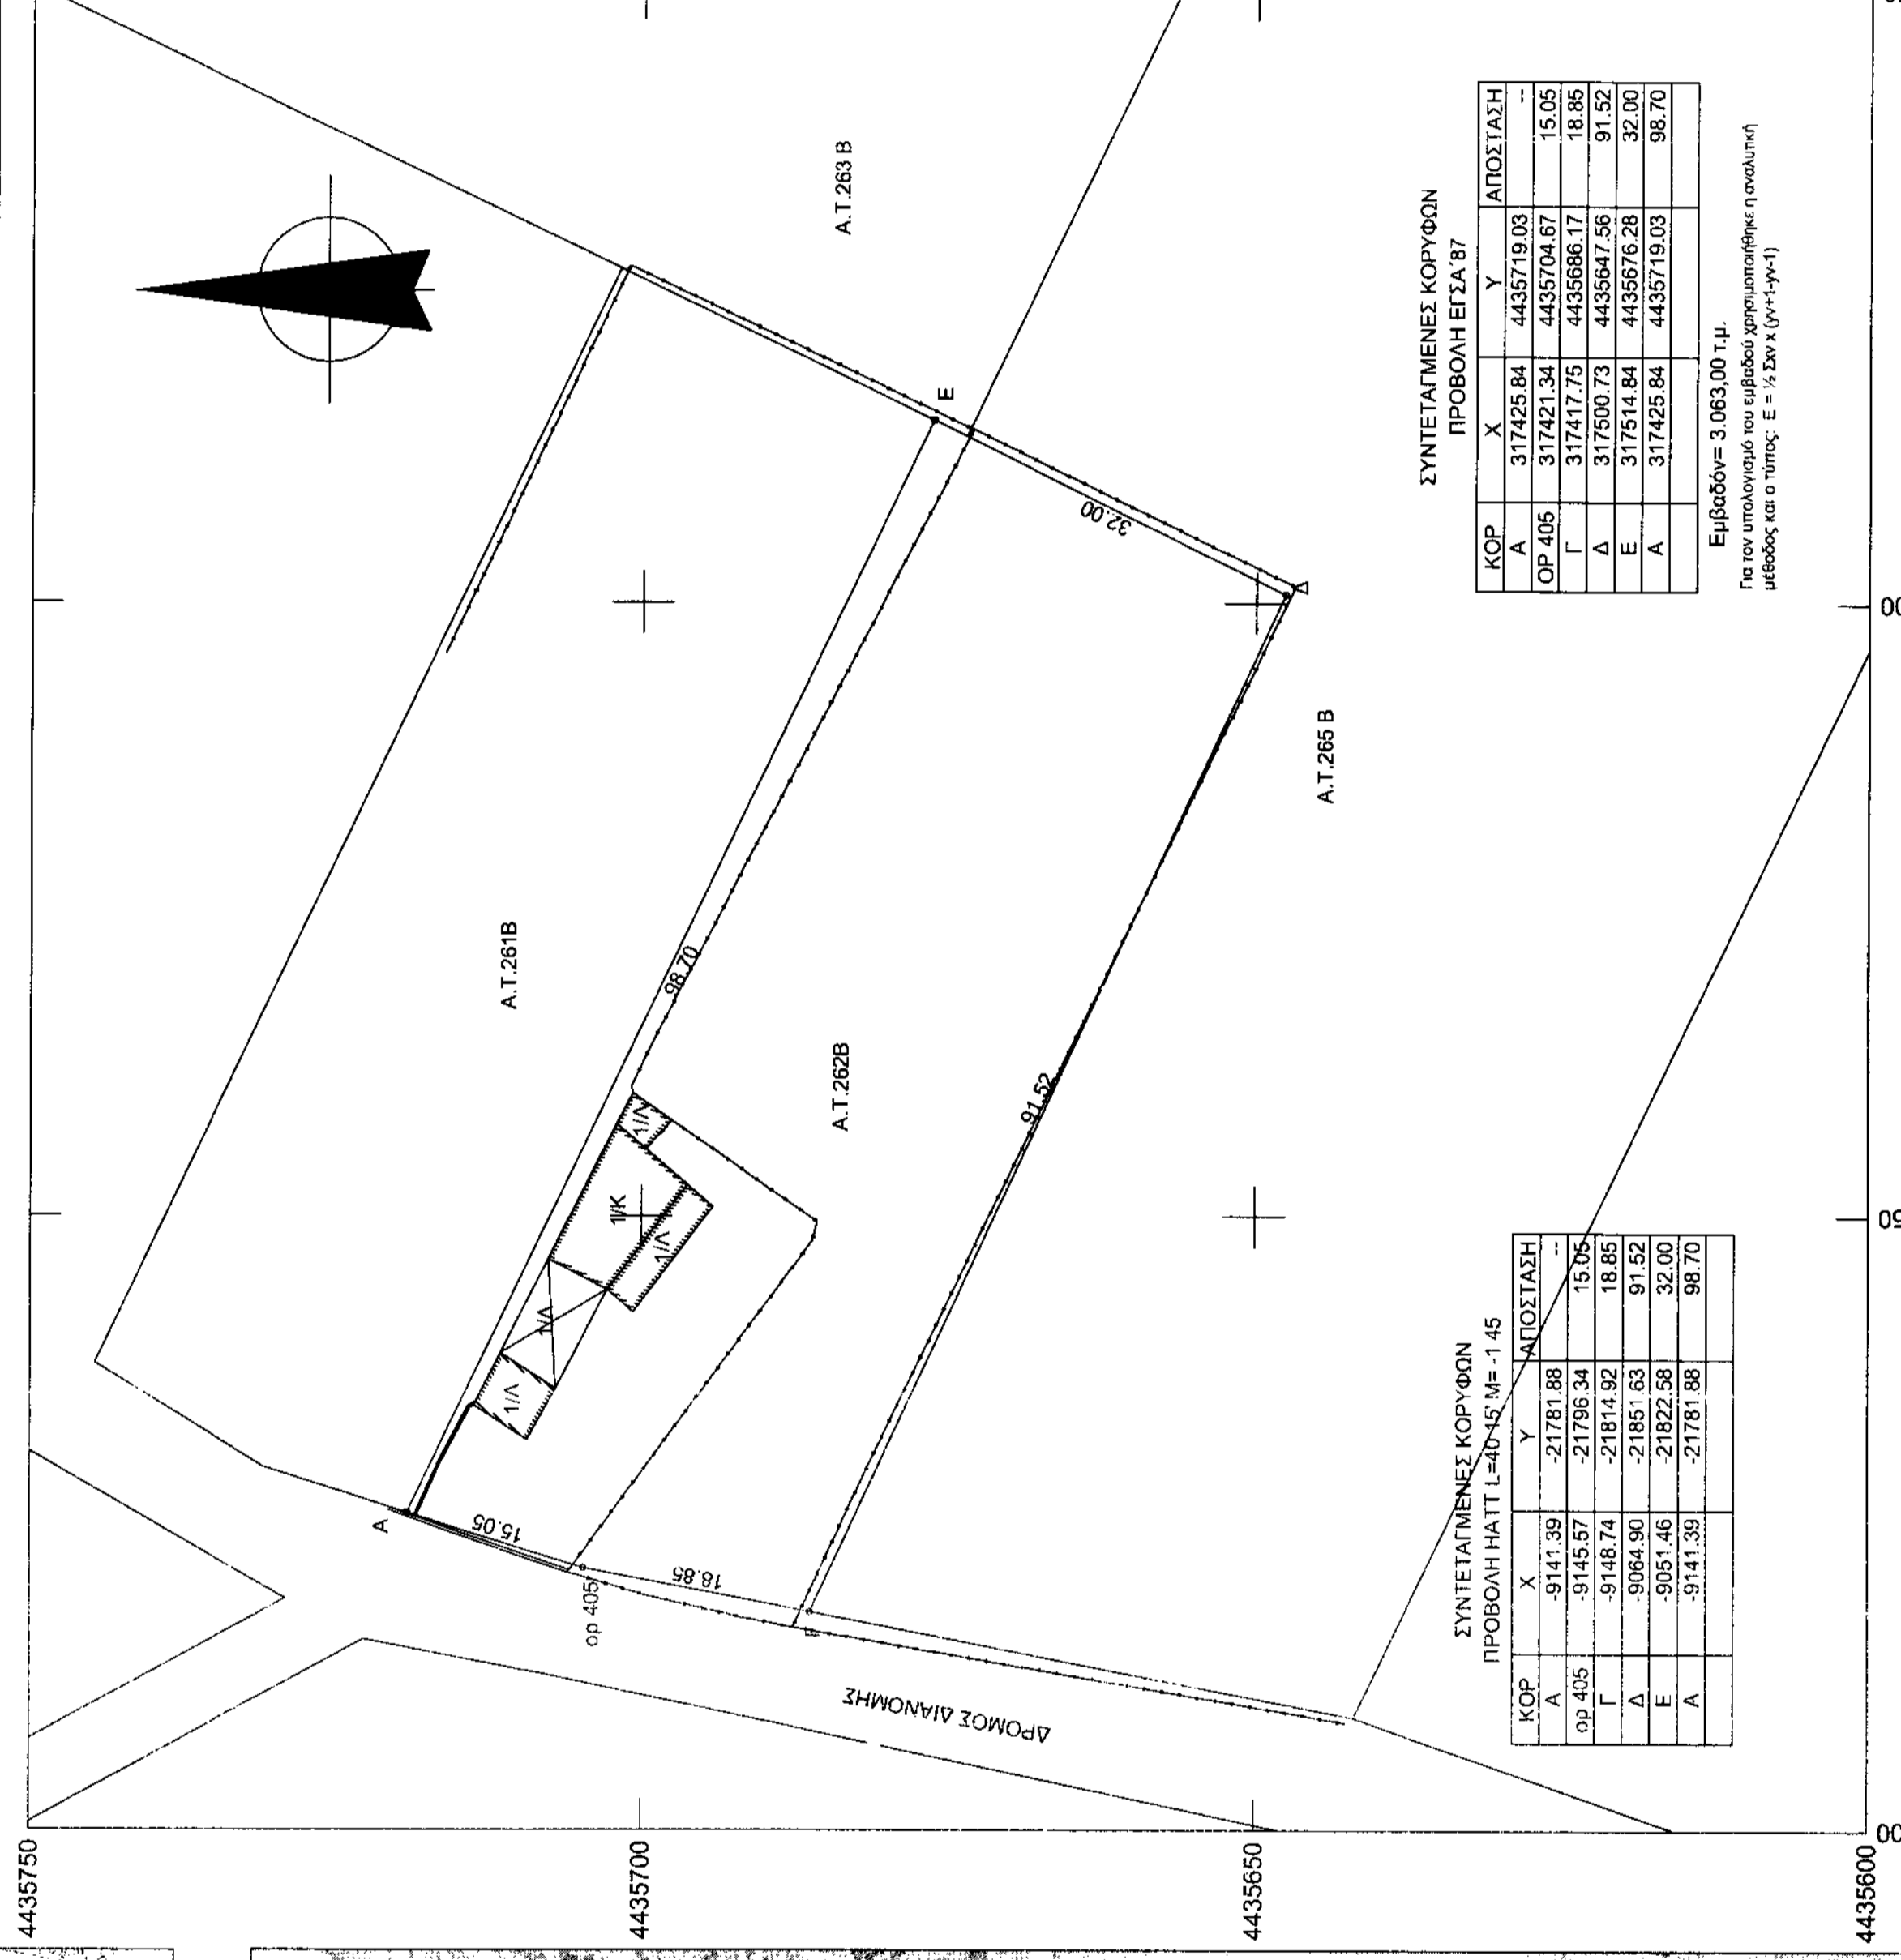 4435750
4435700
4435650
4435600
00
50
00
Α.Τ.261Β
Α.Τ.262Β
Α.Τ.263 Β
Α.Τ.265 Β
Α
ορ 405
Γ
Δ
Ε
15.05
18.85
91.52
32.00
98.70
1/Λ
1/Λ
1/Κ
1/Λ
1/Λ
ΔΡΟΜΟΣ ΔΙΑΝΟΜΗΣ
ΣΥΝΤΕΤΑΓΜΕΝΕΣ ΚΟΡΥΦΩΝ
ΠΡΟΒΟΛΗ ΗΑΤΤ L=40 15' M= -1 45
ΚΟΡ Χ Υ ΑΠΟΣΤΑΣΗ
Α -9141.39 -21781.88 --
ορ 405 -9145.57 -21796.34 15.05
Γ -9148.74 -21814.92 18.85
Δ -9064.90 -21851.63 91.52
Ε -9051.46 -21822.58 32.00
Α -9141.39 -21781.88 98.70
ΣΥΝΤΕΤΑΓΜΕΝΕΣ ΚΟΡΥΦΩΝ
ΠΡΟΒΟΛΗ ΕΓΣΑ΄87
ΚΟΡ Χ Υ ΑΠΟΣΤΑΣΗ
Α 317425.84 4435719.03 --
ΟΡ 405 317421.34 4435704.67 15.05
Γ 317417.75 4435686.17 18.85
Δ 317500.73 4435647.56 91.52
Ε 317514.84 4435676.28 32.00
Α 317425.84 4435719.03 98.70
Εμβαδόν= 3.063,00 τ.μ.
Για τον υπολογισμό του εμβαδού χρησιμοποιήθηκε η αναλυτική
μέθοδος και ο τύπος: Ε = ½ Σxν x (yν+1-yν-1)